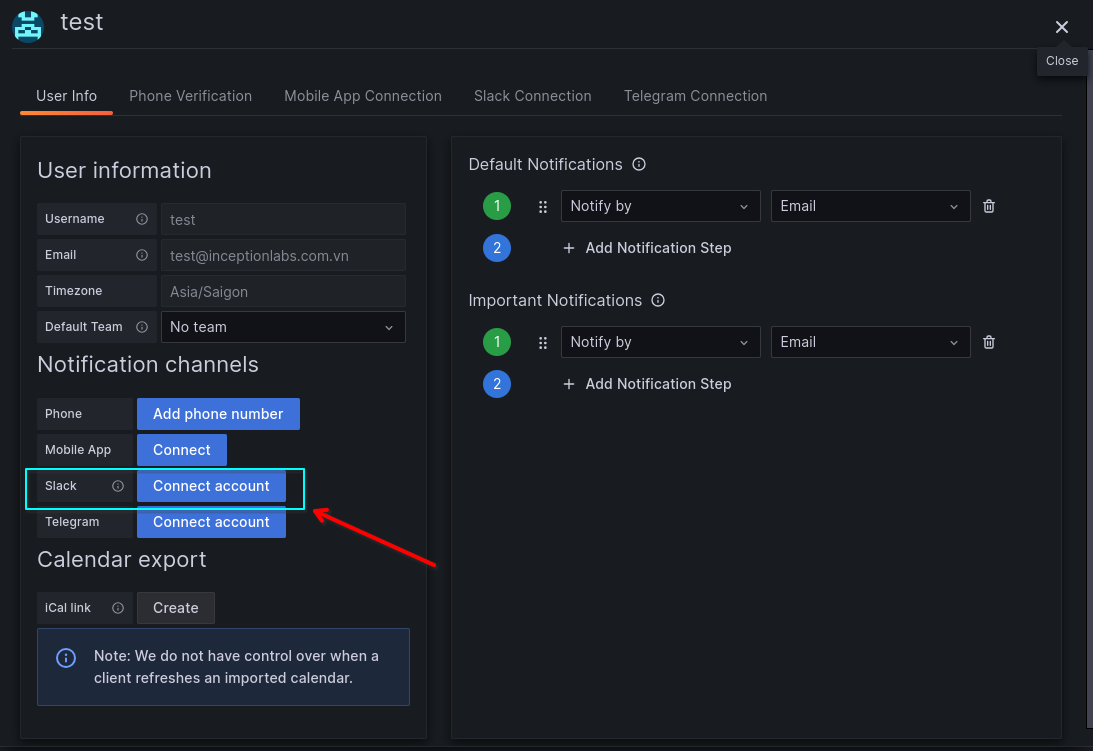 test
Close
User Info Phone Verification Mobile App Connection Slack Connection Telegram Connection
User information
Username test
Email test@inceptionlabs.com.vn
Timezone Asia/Saigon
Default Team No team
Notification channels
Phone Add phone number
Mobile App Connect
Slack Connect account
Telegram Connect account
Calendar export
iCal link Create
Note: We do not have control over when a
client refreshes an imported calendar.
Default Notifications
1 Notify by Email
2 + Add Notification Step
Important Notifications
1 Notify by Email
2 + Add Notification Step